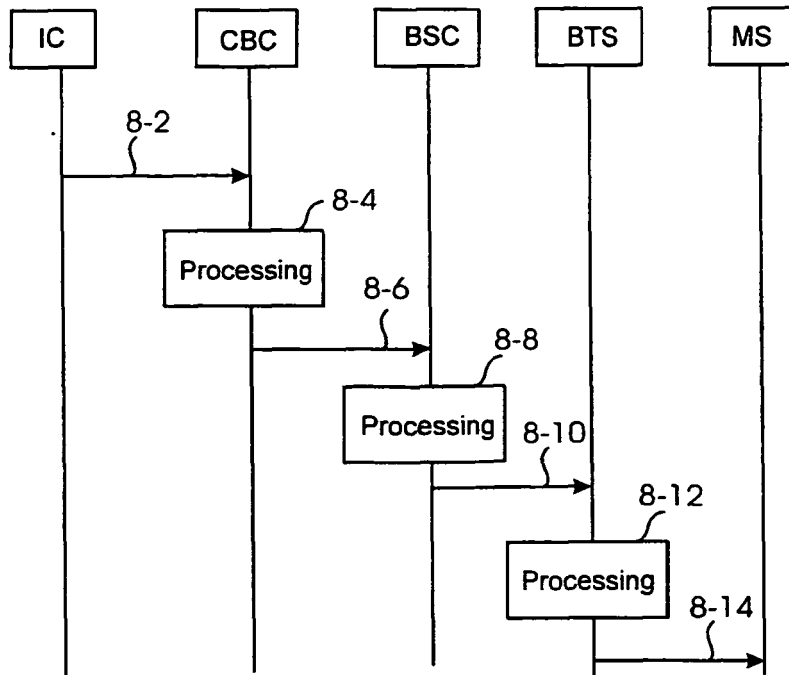 IC CBC BSC BTS MS
8-2
8-4
Processing
8-6
8-8
Processing
8-10
8-12
Processing
8-14